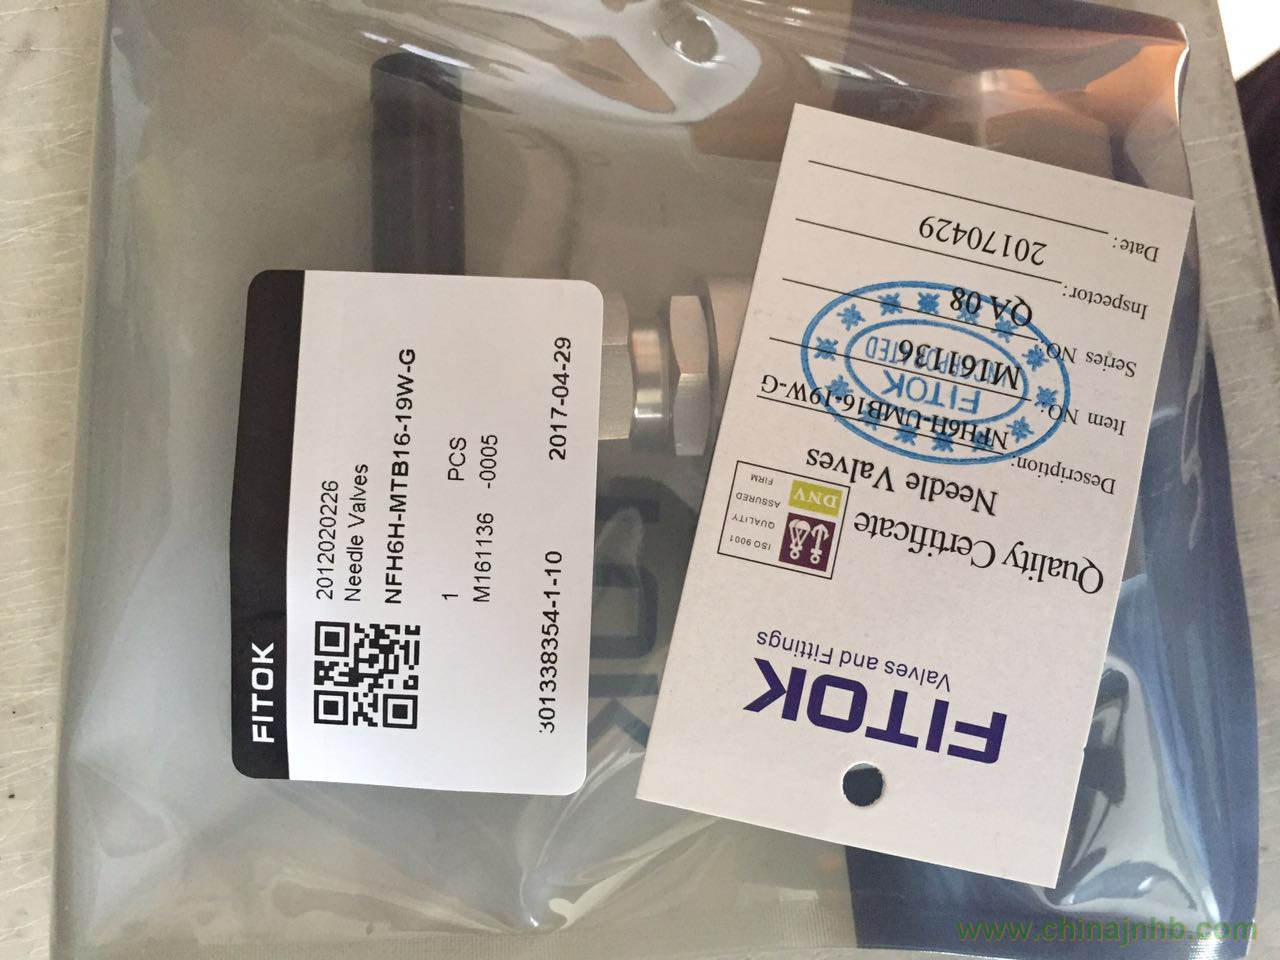 FITOK
2012020226
Needle Valves
NFH6H-MTB16-19W-G
1 PCS
M161136 -0005
301338354-1-10 2017-04-29
FITOK
Valves and Fittings
Quality Certificate
ISO 9001
QUALITY
ASSURED
FIRM
DNV
Needle Valves
Description:
NFH6H-UMB16-19W-G
Item NO:
M161136
Series NO
QA 08
Inspector:
20170429
Date:
FITOK
INCORPORATED
www.chinajnhb.com